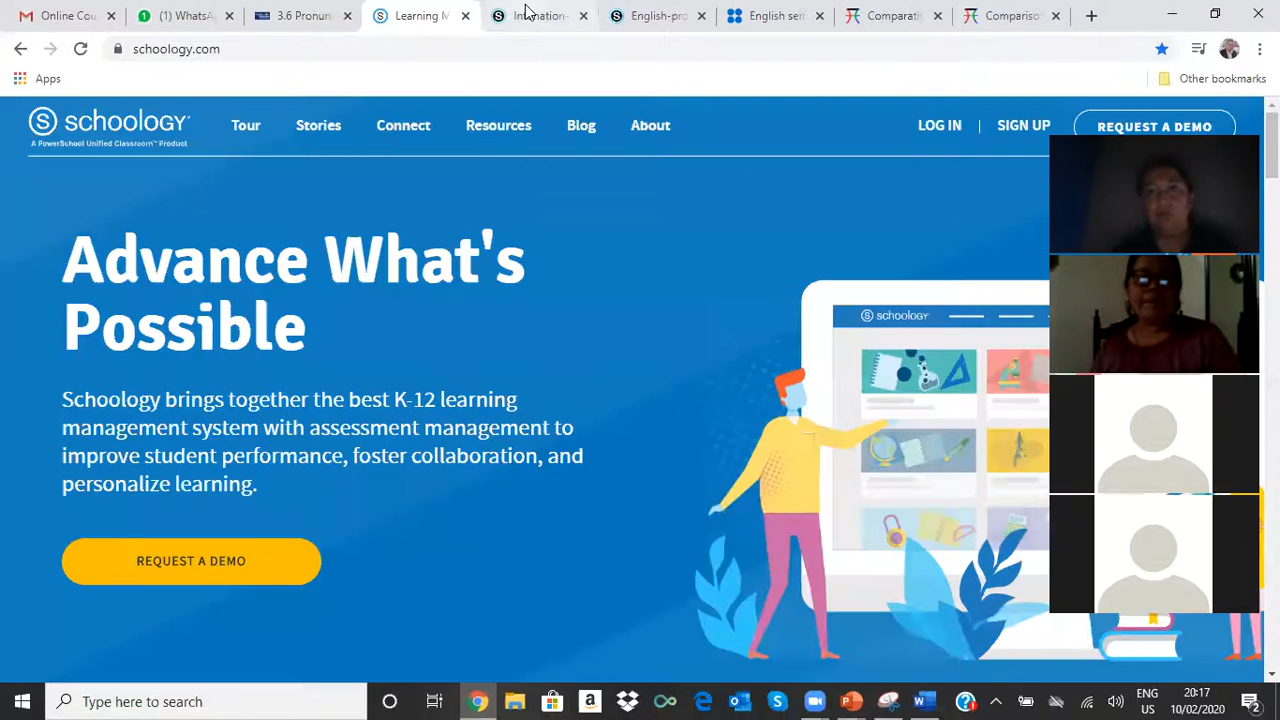 Online Cou
(1) WhatsA
3.6 Pronun
Learning M
English-pro
English sen
Comparati
Compariso
schoology.com
Apps
Other bookmarks
schoology
A PowerSchool Unified Classroom™ Product
Tour
Stories
Connect
Resources
Blog
About
LOG IN
SIGN UP
REQUEST A DEMO
Advance What's
Possible
schoology
Schoology brings together the best K-12 learning
management system with assessment management to
improve student performance, foster collaboration, and
personalize learning.
REQUEST A DEMO
Type here to search
ENG
US
20:17
10/02/2020
2